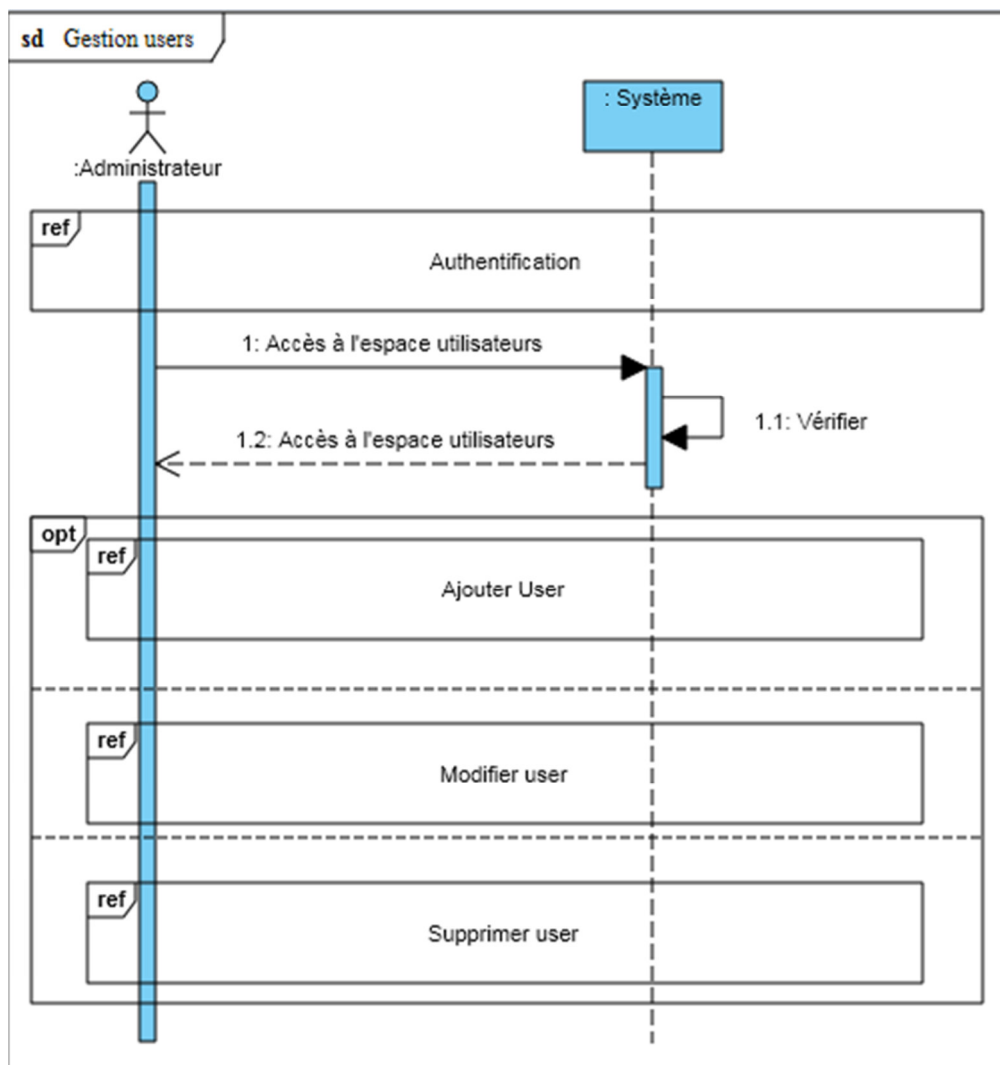 sd Gestion users
: Système
:Administrateur
ref
Authentification
1: Accès à l'espace utilisateurs
1.1: Vérifier
1.2: Accès à l'espace utilisateurs
opt
ref
Ajouter User
ref
Modifier user
ref
Supprimer user